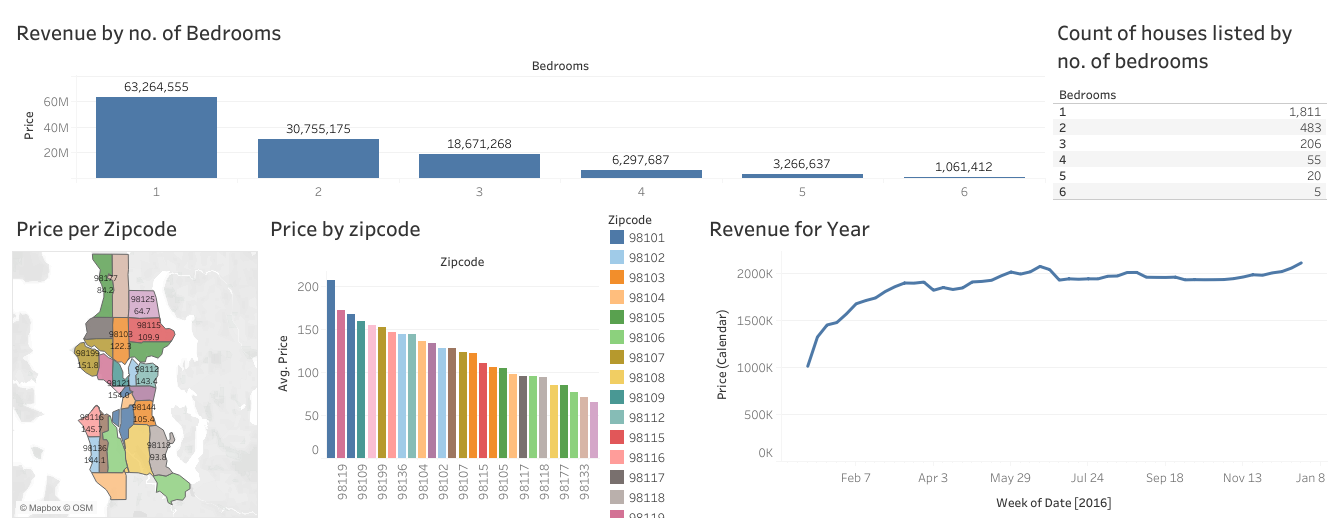 Revenue by no. of Bedrooms
Bedrooms
Price
60M
40M
20M
63,264,555
30,755,175
18,671,268
6,297,687
3,266,637
1,061,412
1
2
3
4
5
6
Count of houses listed by
no. of bedrooms
Bedrooms
1 1,811
2 483
3 206
4 55
5 20
6 5
Price per Zipcode
98177
84.2
98125
64.7
98115
109.9
98103
122.3
98199
151.8
98112
143.4
98121
154.0
98144
105.4
98116
145.7
98136
144.1
98118
93.8
© Mapbox © OSM
Price by zipcode
Zipcode
Avg. Price
200
150
100
50
0
98119
98109
98199
98136
98104
98102
98107
98115
98105
98117
98118
98177
98133
Zipcode
98101
98102
98103
98104
98105
98106
98107
98108
98109
98112
98115
98116
98117
98118
98119
Revenue for Year
Price (Calendar)
2000K
1500K
1000K
500K
0K
Feb 7
Apr 3
May 29
Jul 24
Sep 18
Nov 13
Jan 8
Week of Date [2016]